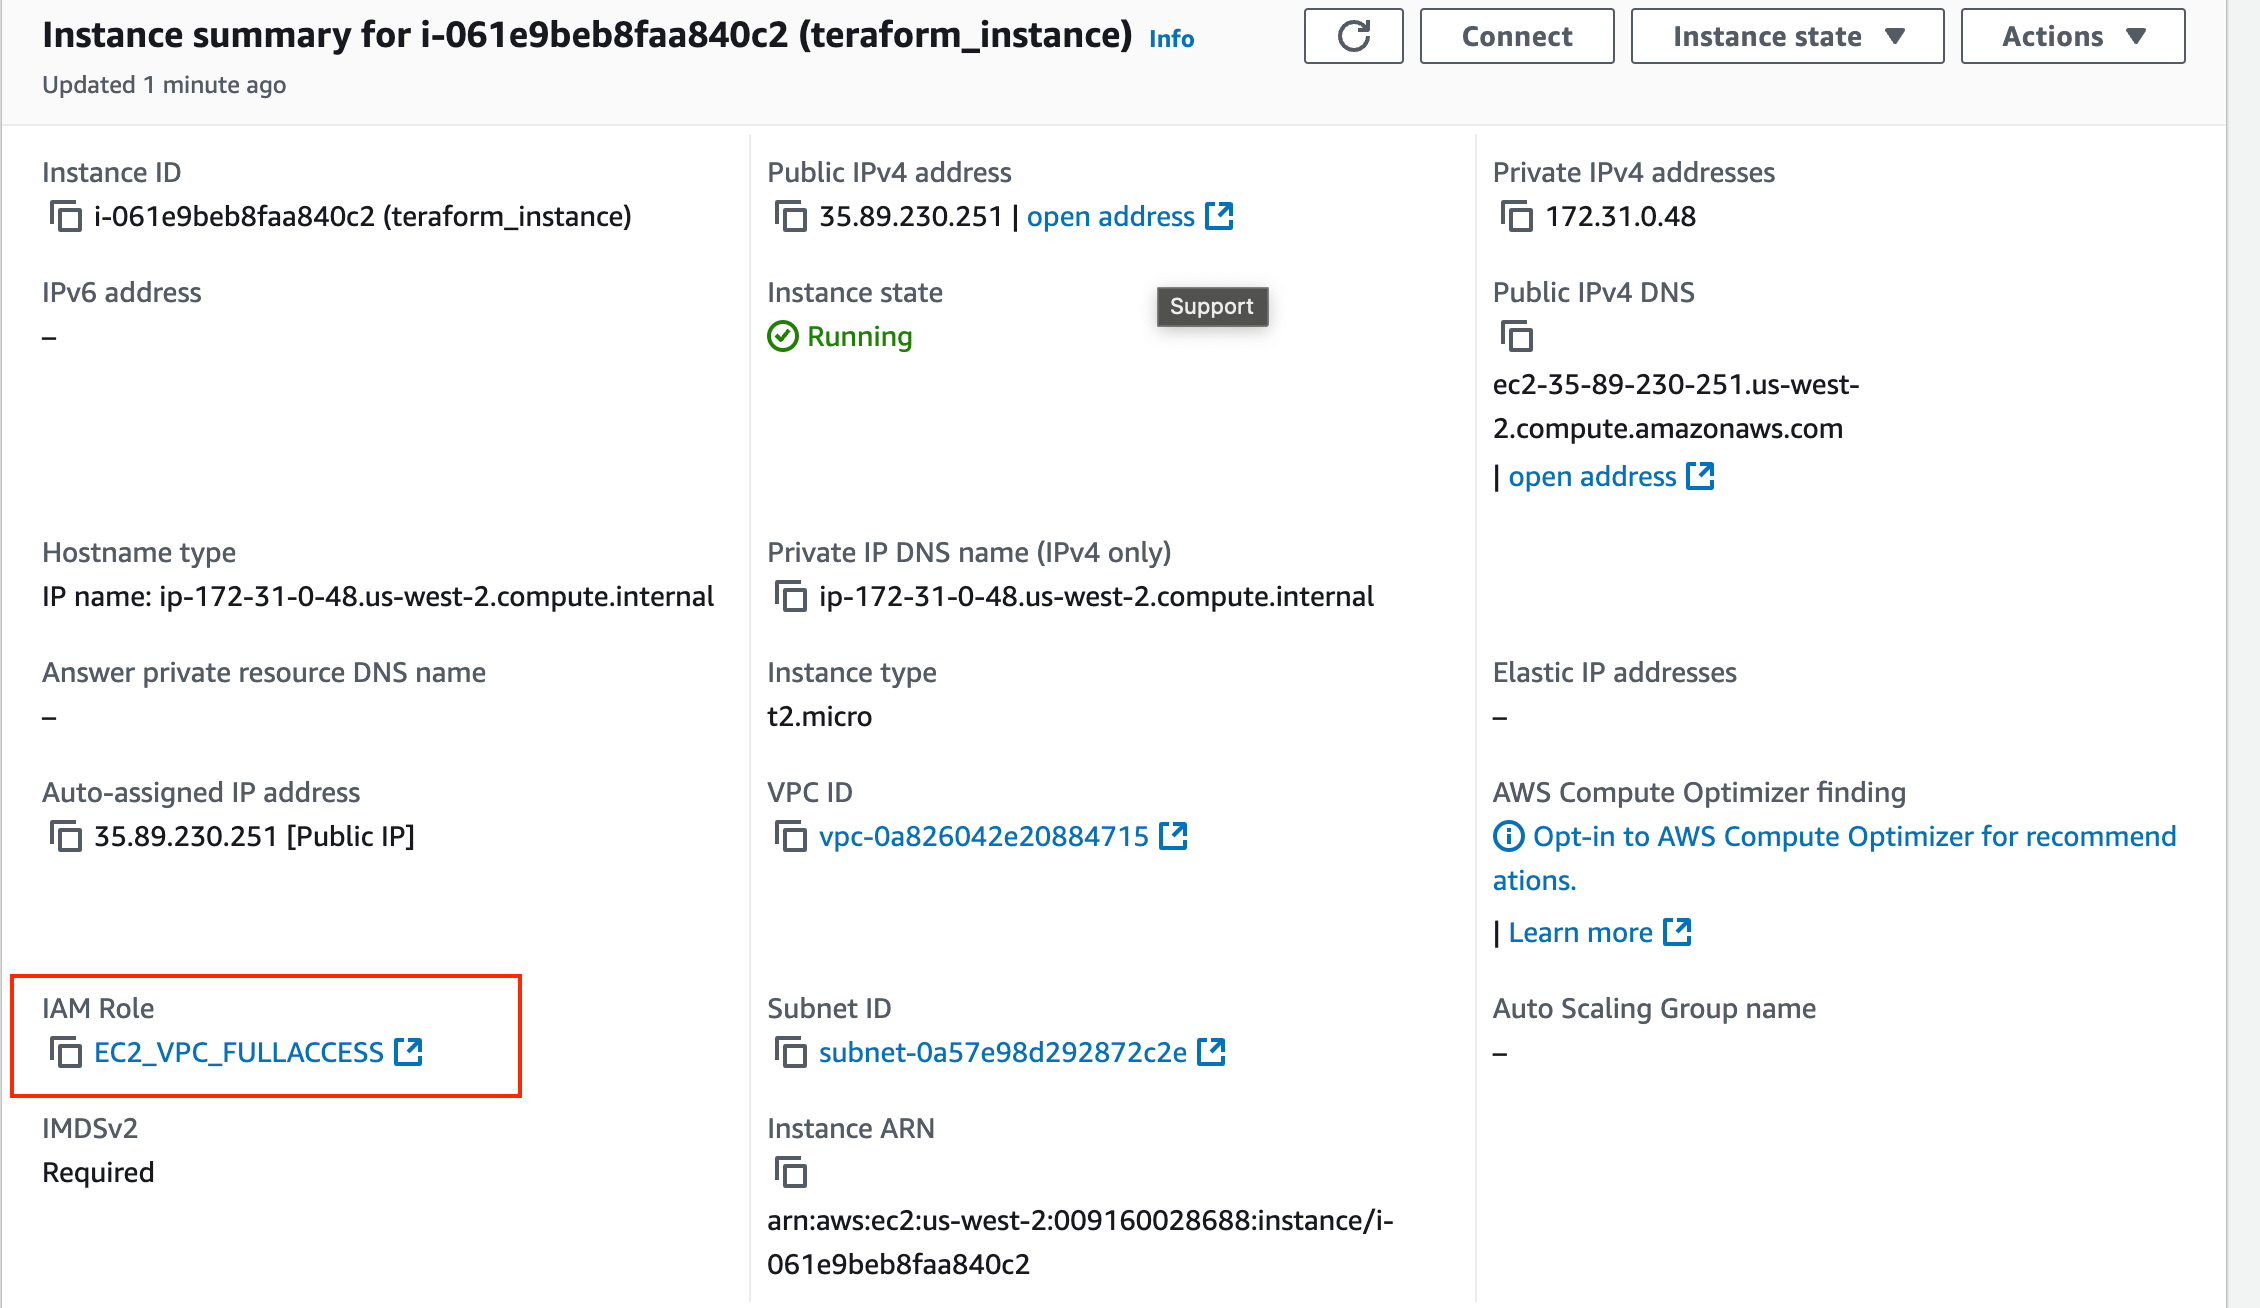 Instance summary for i-061e9beb8faa840c2 (teraform_instance) Info
Updated 1 minute ago
Connect
Instance state
Actions
Instance ID
i-061e9beb8faa840c2 (teraform_instance)
Public IPv4 address
35.89.230.251 | open address
Private IPv4 addresses
172.31.0.48
IPv6 address
–
Instance state
Running
Support
Public IPv4 DNS
ec2-35-89-230-251.us-west-
2.compute.amazonaws.com
| open address
Hostname type
IP name: ip-172-31-0-48.us-west-2.compute.internal
Private IP DNS name (IPv4 only)
ip-172-31-0-48.us-west-2.compute.internal
Answer private resource DNS name
–
Instance type
t2.micro
Elastic IP addresses
–
Auto-assigned IP address
35.89.230.251 [Public IP]
VPC ID
vpc-0a826042e20884715
AWS Compute Optimizer finding
Opt-in to AWS Compute Optimizer for recommend
ations.
| Learn more
IAM Role
EC2_VPC_FULLACCESS
Subnet ID
subnet-0a57e98d292872c2e
Auto Scaling Group name
–
IMDSv2
Required
Instance ARN
arn:aws:ec2:us-west-2:009160028688:instance/i-
061e9beb8faa840c2